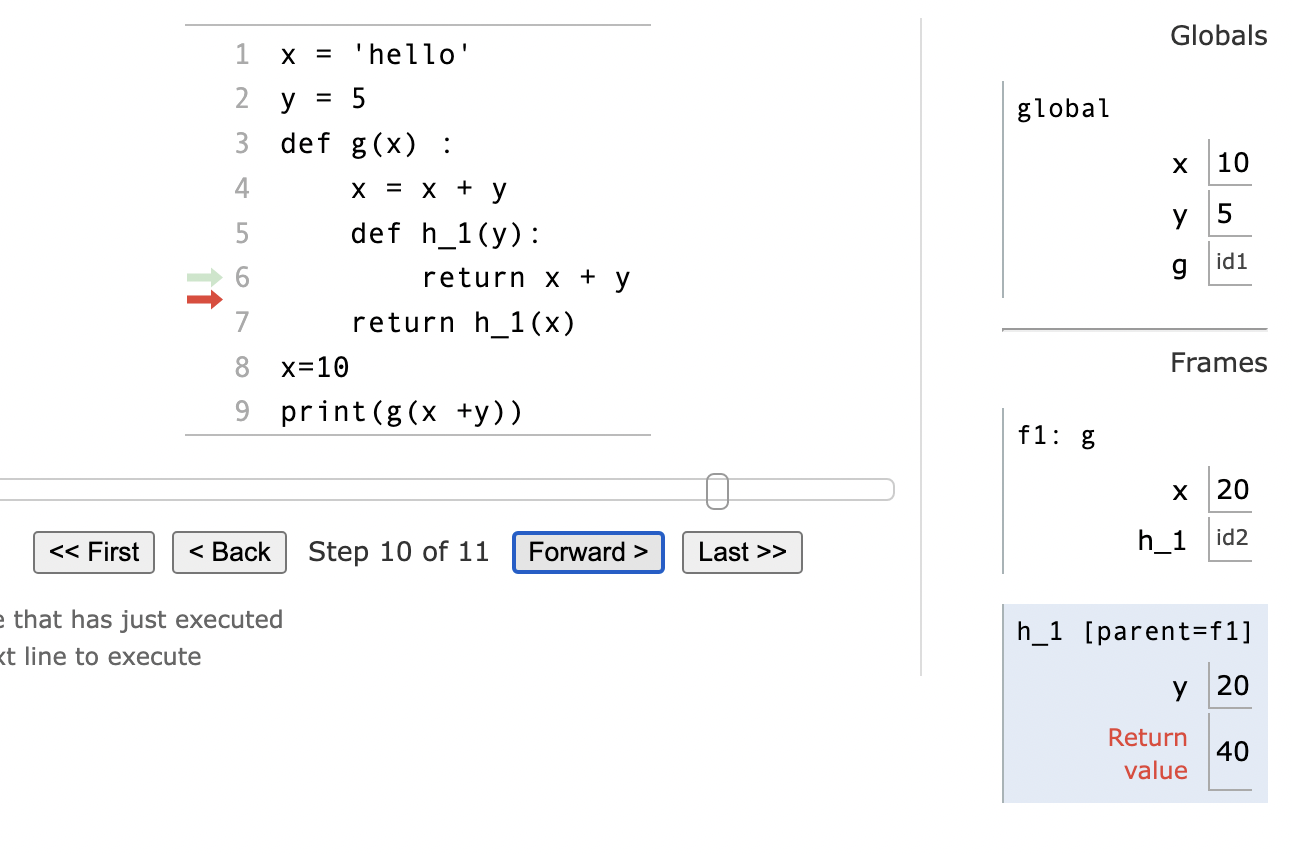 1 x = 'hello'
2 y = 5
3 def g(x) :
4     x = x + y
5     def h_1(y):
6         return x + y
7     return h_1(x)
8 x=10
9 print(g(x +y))
<< First < Back Step 10 of 11 Forward > Last >>
that has just executed
line to execute
Globals
global
x 10
y 5
g id1
Frames
f1: g
x 20
h_1 id2
h_1 [parent=f1]
y 20
Return
value 40